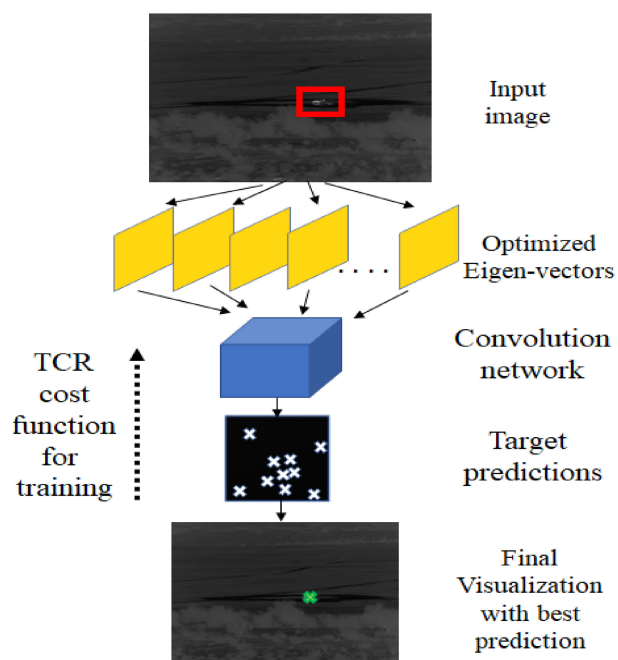 Input
image
Optimized
Eigen-vectors
. . . .
Convolution
network
TCR
cost
function
for
training
Target
predictions
Final
Visualization
with best
prediction